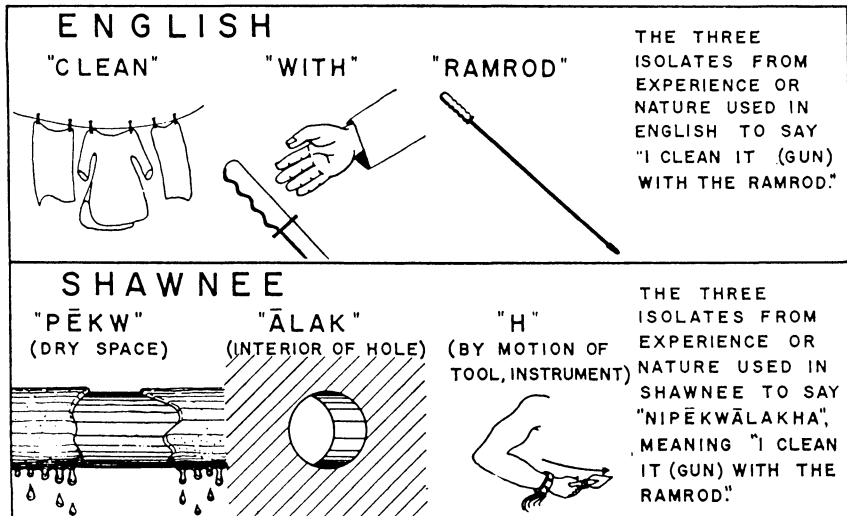 ENGLISH
"CLEAN"
"WITH"
"RAMROD"
THE THREE
ISOLATES FROM
EXPERIENCE OR
NATURE USED IN
ENGLISH TO SAY
"I CLEAN IT (GUN)
WITH THE RAMROD."
SHAWNEE
"PĒKW"
(DRY SPACE)
"ĀLAK"
(INTERIOR OF HOLE)
"H"
(BY MOTION OF
TOOL, INSTRUMENT)
THE THREE
ISOLATES FROM
EXPERIENCE OR
NATURE USED IN
SHAWNEE TO SAY
"NIPĒKWĀLAKHA",
MEANING "I CLEAN
IT (GUN) WITH THE
RAMROD."